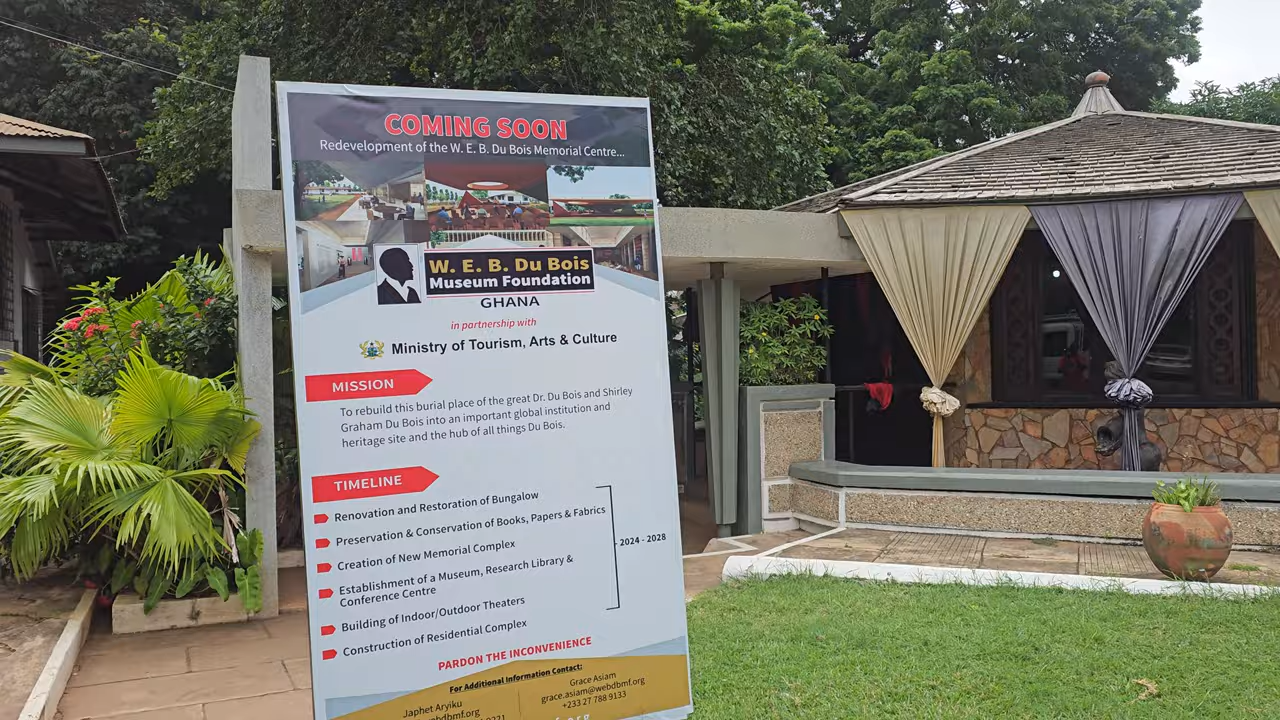 COMING SOON
Redevelopment of the W. E. B. Du Bois Memorial Centre...
W. E. B. Du Bois
Museum Foundation
GHANA
in partnership with
Ministry of Tourism, Arts & Culture
MISSION
To rebuild this burial place of the great Dr. Du Bois and Shirley
Graham Du Bois into an important global institution and
heritage site and the hub of all things Du Bois.
TIMELINE
Renovation and Restoration of Bungalow
Preservation & Conservation of Books, Papers & Fabrics
Creation of New Memorial Complex
Establishment of a Museum, Research Library &
Conference Centre
Building of Indoor/Outdoor Theaters
Construction of Residential Complex
2024 - 2028
PARDON THE INCONVENIENCE
For Additional Information Contact:
Japhet Aryiku
Grace Asiam
grace.asiam@webdbmf.org
+233 27 788 9133